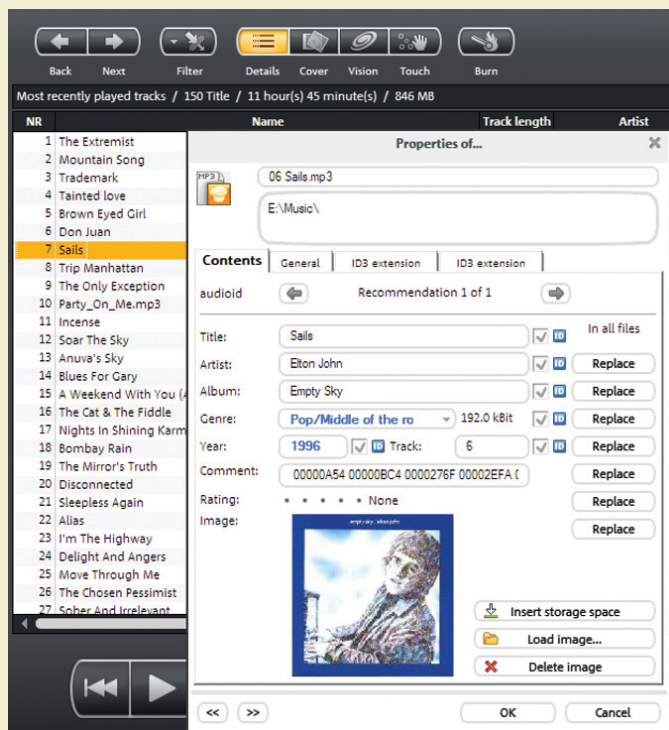 Back Next Filter Details Cover Vision Touch Burn
Most recently played tracks / 150 Title / 11 hour(s) 45 minute(s) / 846 MB
NR Name Track length Artist
1 The Extremist
2 Mountain Song
3 Trademark
4 Tainted love
5 Brown Eyed Girl
6 Don Juan
7 Sails
8 Trip Manhattan
9 The Only Exception
10 Party_On_Me.mp3
11 Incense
12 Soar The Sky
13 Anuva's Sky
14 Blues For Gary
15 A Weekend With You (
16 The Cat & The Fiddle
17 Nights In Shining Karm
18 Bombay Rain
19 The Mirror's Truth
20 Disconnected
21 Sleepless Again
22 Alias
23 I'm The Highway
24 Delight And Angers
25 Move Through Me
26 The Chosen Pessimist
27 Sober And Irrelevant
Properties of...
MP3
06 Sails.mp3
E:\Music\
Contents General ID3 extension ID3 extension
audioid Recommendation 1 of 1
In all files
Title: Sails ID
Artist: Elton John ID Replace
Album: Empty Sky ID Replace
Genre: Pop/Middle of the ro 192.0 kBit ID Replace
Year: 1996 ID Track: 6 ID Replace
Comment: 00000A54 00000BC4 0000276F 00002EFA Replace
Rating: None Replace
Image: Replace
empty sky / elton john
Insert storage space
Load image...
Delete image
<< >> OK Cancel